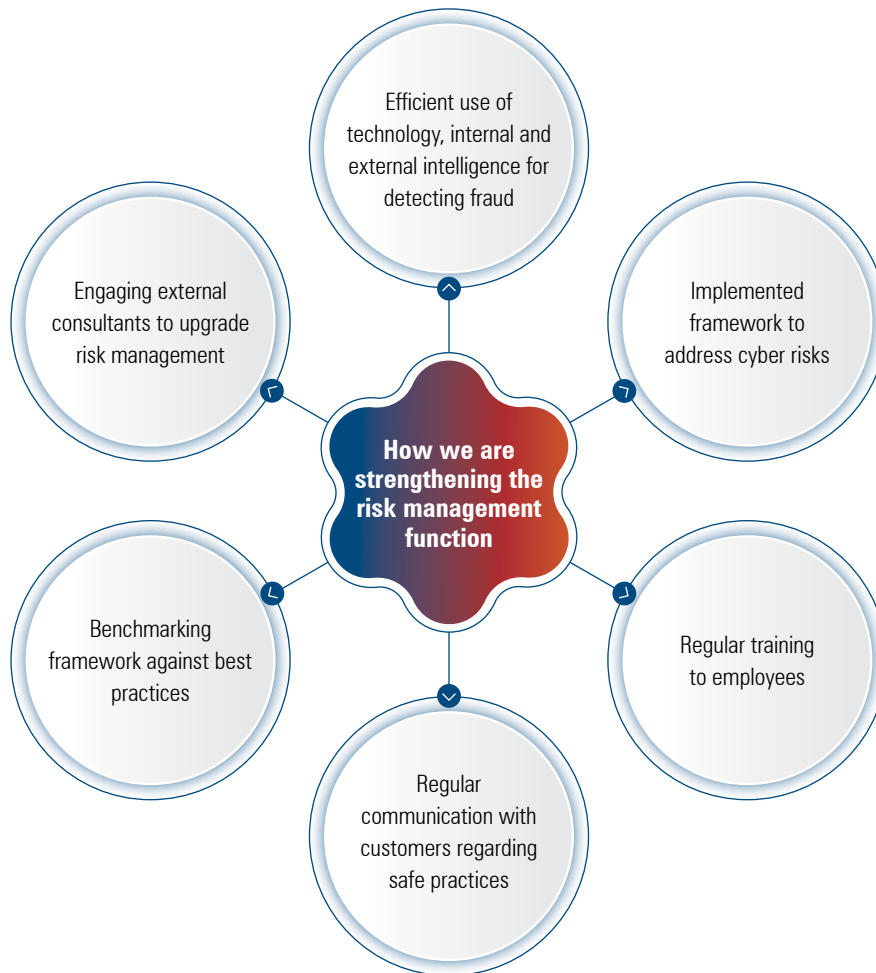 Efficient use of
technology, internal and
external intelligence for
detecting fraud
Engaging external
consultants to upgrade
risk management
Implemented
framework to
address cyber risks
How we are
strengthening the
risk management
function
Benchmarking
framework against best
practices
Regular training
to employees
Regular
communication with
customers regarding
safe practices